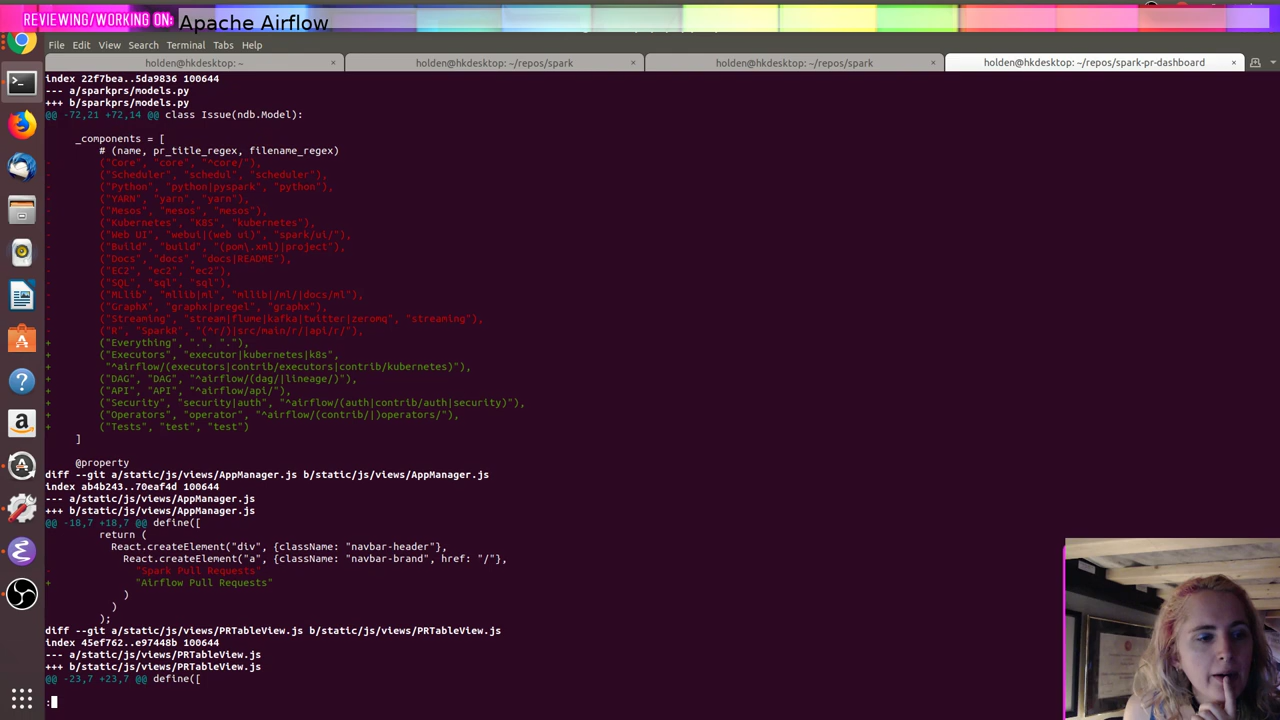 REVIEWING/WORKING ON: Apache Airflow
File Edit View Search Terminal Tabs Help
holden@hkdesktop: ~ × holden@hkdesktop: ~/repos/spark × holden@hkdesktop: ~/repos/spark × holden@hkdesktop: ~/repos/spark-pr-dashboard ×
index 22f7bea..5da9836 100644
--- a/sparkprs/models.py
+++ b/sparkprs/models.py
@@ -72,21 +72,14 @@ class Issue(ndb.Model):
_components = [
# (name, pr_title_regex, filename_regex)
- ("Core", "core", "^core/"),
- ("Scheduler", "schedul", "scheduler"),
- ("Python", "python|pyspark", "python"),
- ("YARN", "yarn", "yarn"),
- ("Mesos", "mesos", "mesos"),
- ("Kubernetes", "K8S", "kubernetes"),
- ("Web UI", "webui|(web ui)", "spark/ui/"),
- ("Build", "build", "(pom\.xml)|project"),
- ("Docs", "docs", "docs|README"),
- ("EC2", "ec2", "ec2"),
- ("SQL", "sql", "sql"),
- ("MLlib", "mllib|ml", "mllib|/ml/|docs/ml"),
- ("GraphX", "graphx|pregel", "graphx"),
- ("Streaming", "stream|flume|kafka|twitter|zeromq", "streaming"),
- ("R", "SparkR", "(^r/)|src/main/r/|api/r/"),
+ ("Everything", ".", "."),
+ ("Executors", "executor|kubernetes|k8s",
+ "^airflow/(executors|contrib/executors|contrib/kubernetes)"),
+ ("DAG", "DAG", "^airflow/(dag/|lineage/)"),
+ ("API", "API", "^airflow/api/"),
+ ("Security", "security|auth", "^airflow/(auth|contrib/auth|security)"),
+ ("Operators", "operator", "^airflow/(contrib/|)operators/"),
+ ("Tests", "test", "test")
]
@property
diff --git a/static/js/views/AppManager.js b/static/js/views/AppManager.js
index ab4b243..70eaf4d 100644
--- a/static/js/views/AppManager.js
+++ b/static/js/views/AppManager.js
@@ -18,7 +18,7 @@ define([
return (
React.createElement("div", {className: "navbar-header"},
React.createElement("a", {className: "navbar-brand", href: "/"},
- "Spark Pull Requests"
+ "Airflow Pull Requests"
)
)
);
diff --git a/static/js/views/PRTableView.js b/static/js/views/PRTableView.js
index 45ef762..e97448b 100644
--- a/static/js/views/PRTableView.js
+++ b/static/js/views/PRTableView.js
@@ -23,7 +23,7 @@ define([
: